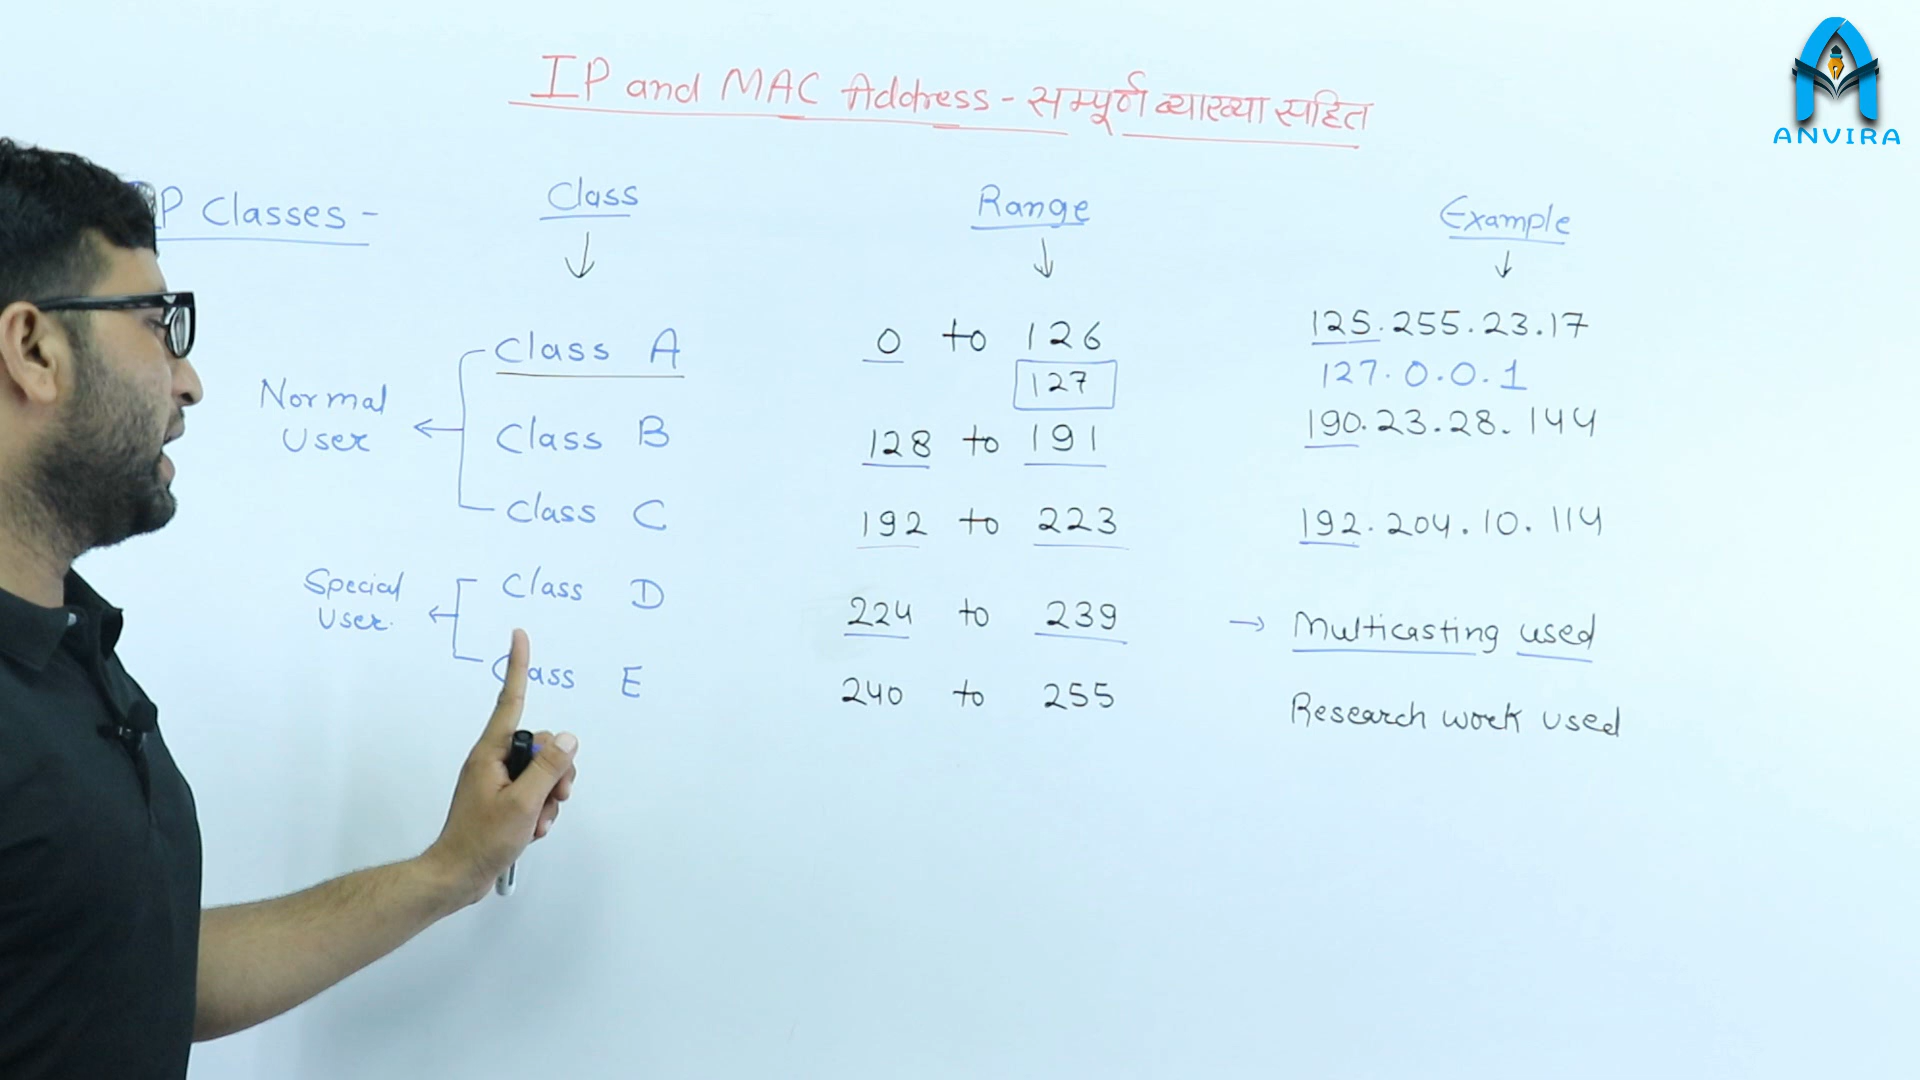 IP and MAC Address - सम्पूर्ण व्याख्या सहित
ANVIRA
IP Classes -
Class
Range
Example
Class A
0 to 126
125.255.23.17
127
127.0.0.1
Normal
User
Class B
128 to 191
190.23.28.144
Class C
192 to 223
192.204.10.114
Special
User.
Class D
224 to 239
→ Multicasting used
Class E
240 to 255
Research work used